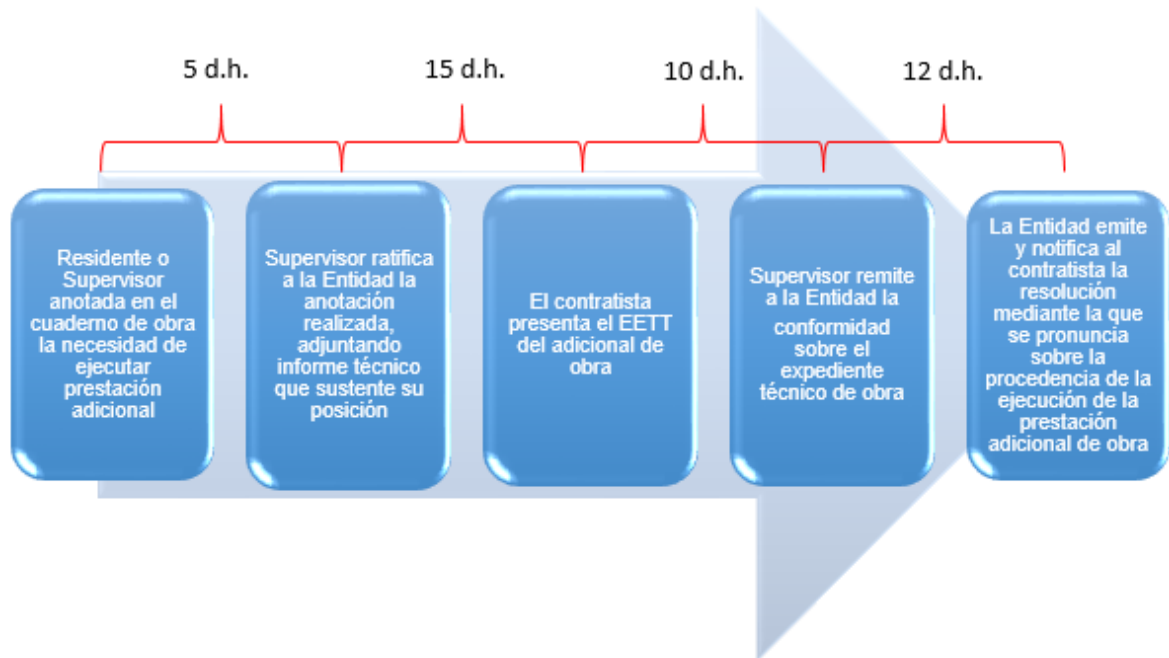 5 d.h.
15 d.h.
10 d.h.
12 d.h.
Residente o
Supervisor
anotada en el
cuaderno de obra
la necesidad de
ejecutar
prestación
adicional
Supervisor ratifica
a la Entidad la
anotación
realizada,
adjuntando
informe técnico
que sustente su
posición
El contratista
presenta el EETT
del adicional de
obra
Supervisor remite
a la Entidad la
conformidad
sobre el
expediente
técnico de obra
La Entidad emite
y notifica al
contratista la
resolución
mediante la que
se pronuncia
sobre la
procedencia de la
ejecución de la
prestación
adicional de obra